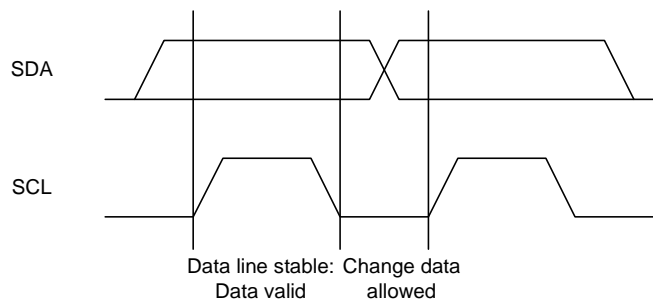 SDA
SCL
Data line stable:
Data valid
Change data
allowed